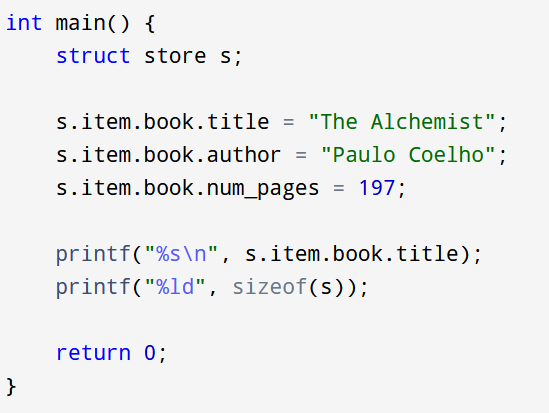 int main() {
    struct store s;

    s.item.book.title = "The Alchemist";
    s.item.book.author = "Paulo Coelho";
    s.item.book.num_pages = 197;

    printf("%s\n", s.item.book.title);
    printf("%ld", sizeof(s));

    return 0;
}